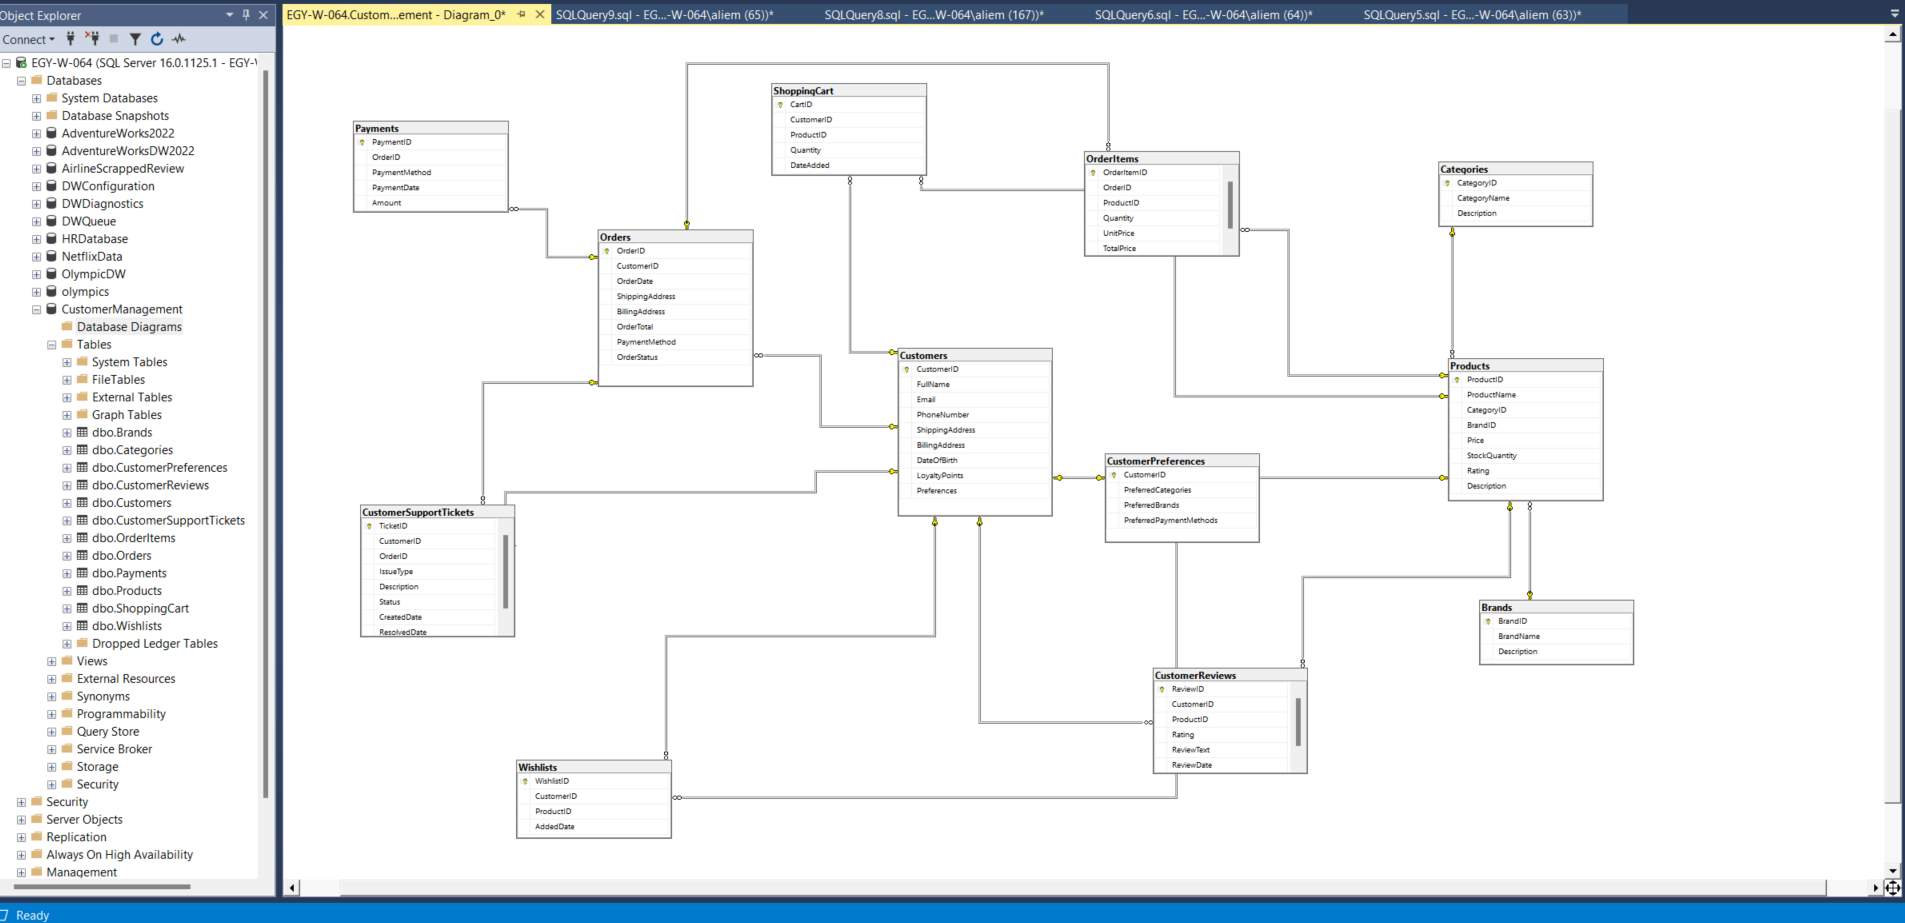 Object Explorer
Connect
EGY-W-064 (SQL Server 16.0.1125.1 - EGY-\
Databases
System Databases
Database Snapshots
AdventureWorks2022
AdventureWorksDW2022
AirlineScrappedReview
DWConfiguration
DWDiagnostics
DWQueue
HRDatabase
NetflixData
OlympicDW
olympics
CustomerManagement
Database Diagrams
Tables
System Tables
FileTables
External Tables
Graph Tables
dbo.Brands
dbo.Categories
dbo.CustomerPreferences
dbo.CustomerReviews
dbo.Customers
dbo.CustomerSupportTickets
dbo.OrderItems
dbo.Orders
dbo.Payments
dbo.Products
dbo.ShoppingCart
dbo.Wishlists
Dropped Ledger Tables
Views
External Resources
Synonyms
Programmability
Query Store
Service Broker
Storage
Security
Security
Server Objects
Replication
Always On High Availability
Management
EGY-W-064.Custom...ement - Diagram_0*
SQLQuery9.sql - EG...-W-064\aliem (65))*
SQLQuery8.sql - EG...W-064\aliem (167))*
SQLQuery6.sql - EG...-W-064\aliem (64))*
SQLQuery5.sql - EG...-W-064\aliem (63))*
Payments
PaymentID
OrderID
PaymentMethod
PaymentDate
Amount
ShoppingCart
CartID
CustomerID
ProductID
Quantity
DateAdded
OrderItems
OrderItemID
OrderID
ProductID
Quantity
UnitPrice
TotalPrice
Categories
CategoryID
CategoryName
Description
Orders
OrderID
CustomerID
OrderDate
ShippingAddress
BillingAddress
OrderTotal
PaymentMethod
OrderStatus
Customers
CustomerID
FullName
Email
PhoneNumber
ShippingAddress
BillingAddress
DateOfBirth
LoyaltyPoints
Preferences
Products
ProductID
ProductName
CategoryID
BrandID
Price
StockQuantity
Rating
Description
CustomerPreferences
CustomerID
PreferredCategories
PreferredBrands
PreferredPaymentMethods
CustomerSupportTickets
TicketID
CustomerID
OrderID
IssueType
Description
Status
CreatedDate
ResolvedDate
Brands
BrandID
BrandName
Description
CustomerReviews
ReviewID
CustomerID
ProductID
Rating
ReviewText
ReviewDate
Wishlists
WishlistID
CustomerID
ProductID
AddedDate
Ready